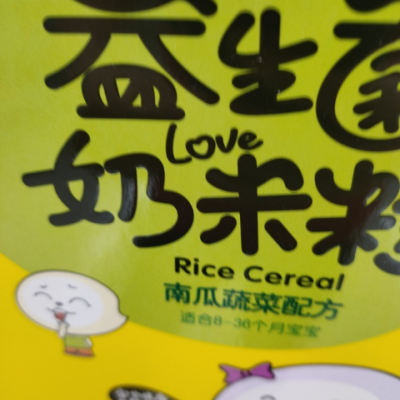 益生菌
Love
奶米粉
Rice Cereal
南瓜蔬菜配方
适合6-36个月宝宝